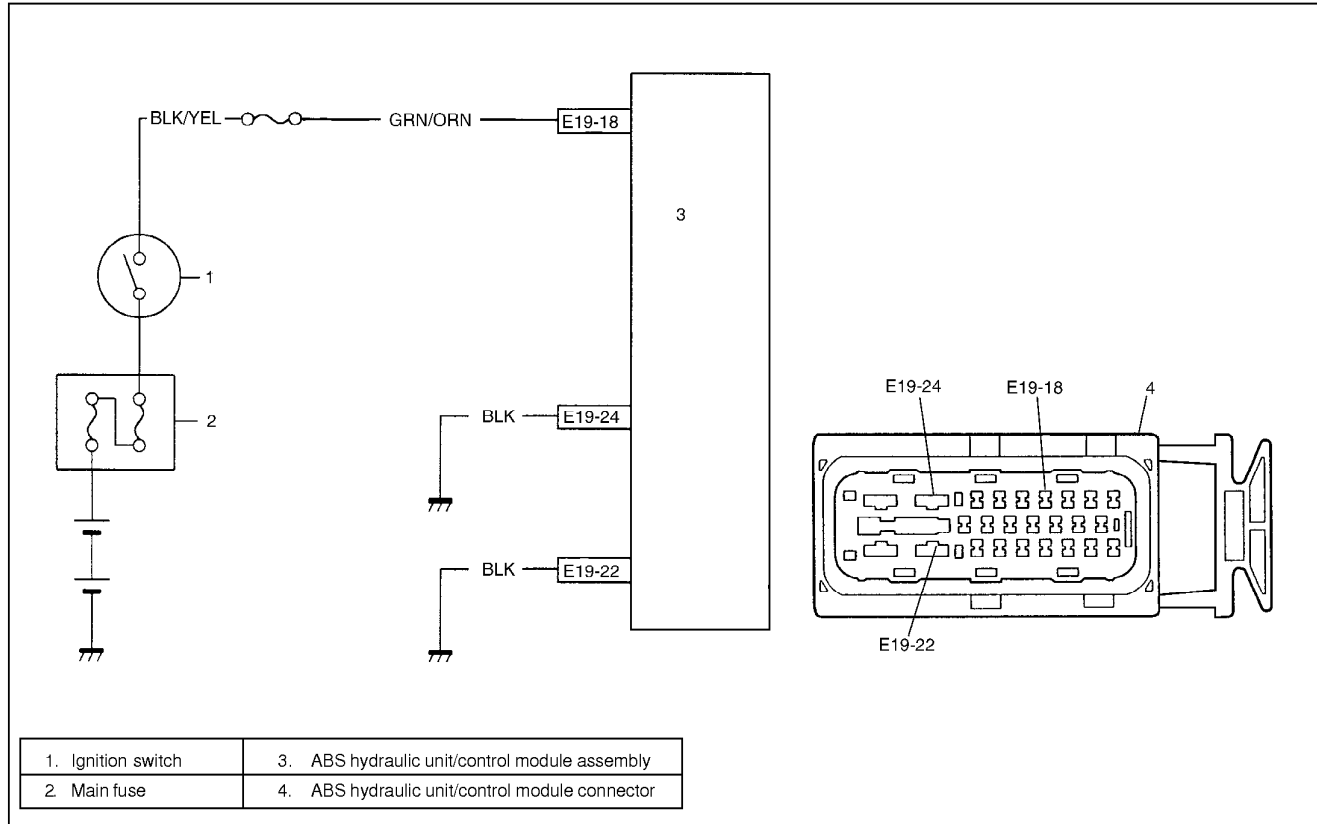 BLK/YEL GRN/ORN E19-18
3
1
2
BLK E19-24
BLK E19-22
E19-24 E19-18 4
E19-22
1. Ignition switch 3. ABS hydraulic unit/control module assembly
2 Main fuse 4. ABS hydraulic unit/control module connector